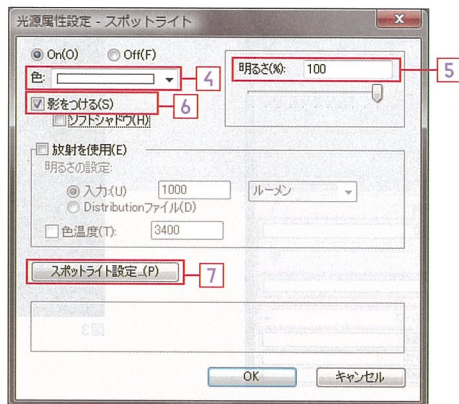 光源属性設定 - スポットライト
On(O) Off(F)
色: 4
明るさ(%): 100 5
影をつける(S) 6
ソフトシャドウ(H)
放射を使用(E)
明るさの設定:
入力:(U) 1000 ルーメン
Distributionファイル(D)
色温度(T): 3400
スポットライト設定...(P) 7
OK キャンセル